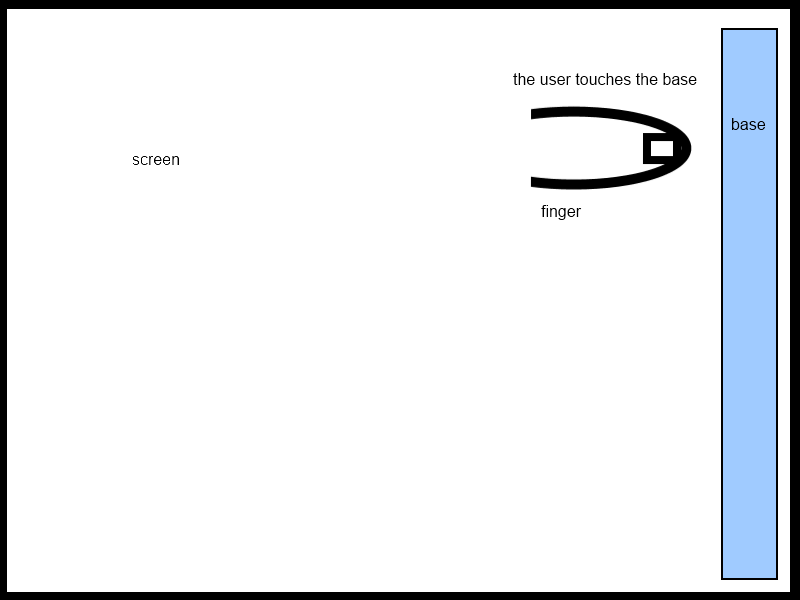 the user touches the base
base
screen
finger